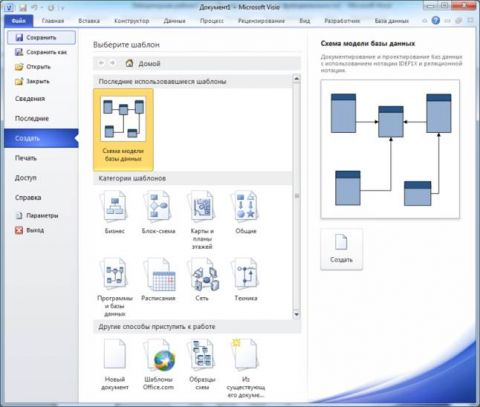 Документ1 - Microsoft Visio
Файл Главная Вставка Конструктор Данные Процесс Рецензирование Вид Разработчик База данных
Сохранить
Сохранить как
Открыть
Закрыть
Сведения
Последние
Создать
Печать
Доступ
Справка
Параметры
Выход
Выберите шаблон
Домой
Последние использовавшиеся шаблоны
Схема модели
базы данных
Категории шаблонов
Бизнес Блок-схема Карты и планы этажей Общие
Программы и базы данных Расписания Сеть Техника
Другие способы приступить к работе
Новый документ Шаблоны Office.com Образцы схем Из существующего докуме...
Схема модели базы данных
Документирование и проектирование баз данных
с использованием нотации IDEF1X и реляционной
нотации.
Создать